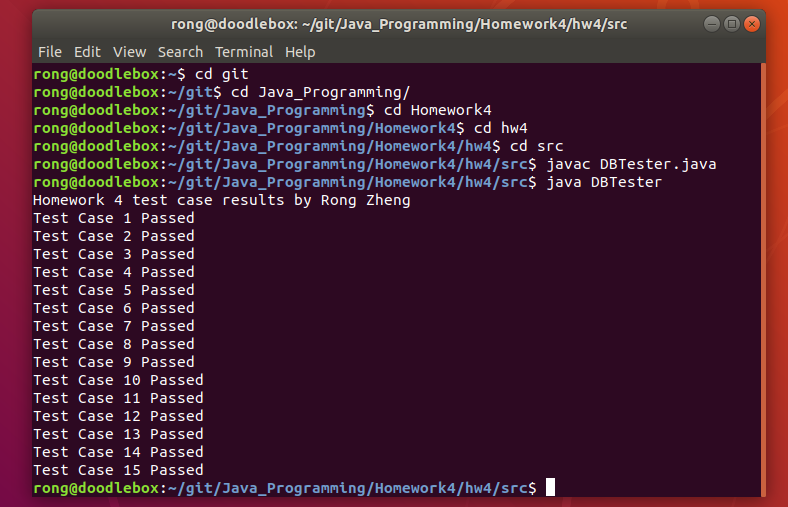 rong@doodlebox: ~/git/Java_Programming/Homework4/hw4/src
File Edit View Search Terminal Help
rong@doodlebox:~$ cd git
rong@doodlebox:~/git$ cd Java_Programming/
rong@doodlebox:~/git/Java_Programming$ cd Homework4
rong@doodlebox:~/git/Java_Programming/Homework4$ cd hw4
rong@doodlebox:~/git/Java_Programming/Homework4/hw4$ cd src
rong@doodlebox:~/git/Java_Programming/Homework4/hw4/src$ javac DBTester.java
rong@doodlebox:~/git/Java_Programming/Homework4/hw4/src$ java DBTester
Homework 4 test case results by Rong Zheng
Test Case 1 Passed
Test Case 2 Passed
Test Case 3 Passed
Test Case 4 Passed
Test Case 5 Passed
Test Case 6 Passed
Test Case 7 Passed
Test Case 8 Passed
Test Case 9 Passed
Test Case 10 Passed
Test Case 11 Passed
Test Case 12 Passed
Test Case 13 Passed
Test Case 14 Passed
Test Case 15 Passed
rong@doodlebox:~/git/Java_Programming/Homework4/hw4/src$